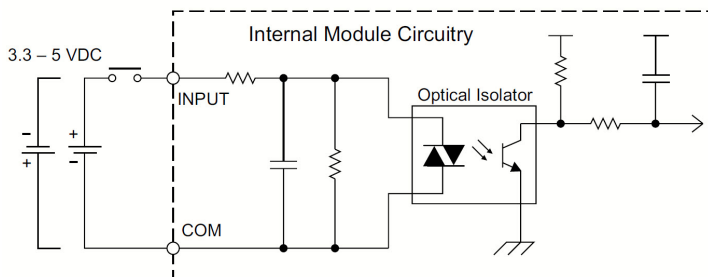 Internal Module Circuitry
3.3 – 5 VDC
INPUT
Optical Isolator
-
+
+
-
COM